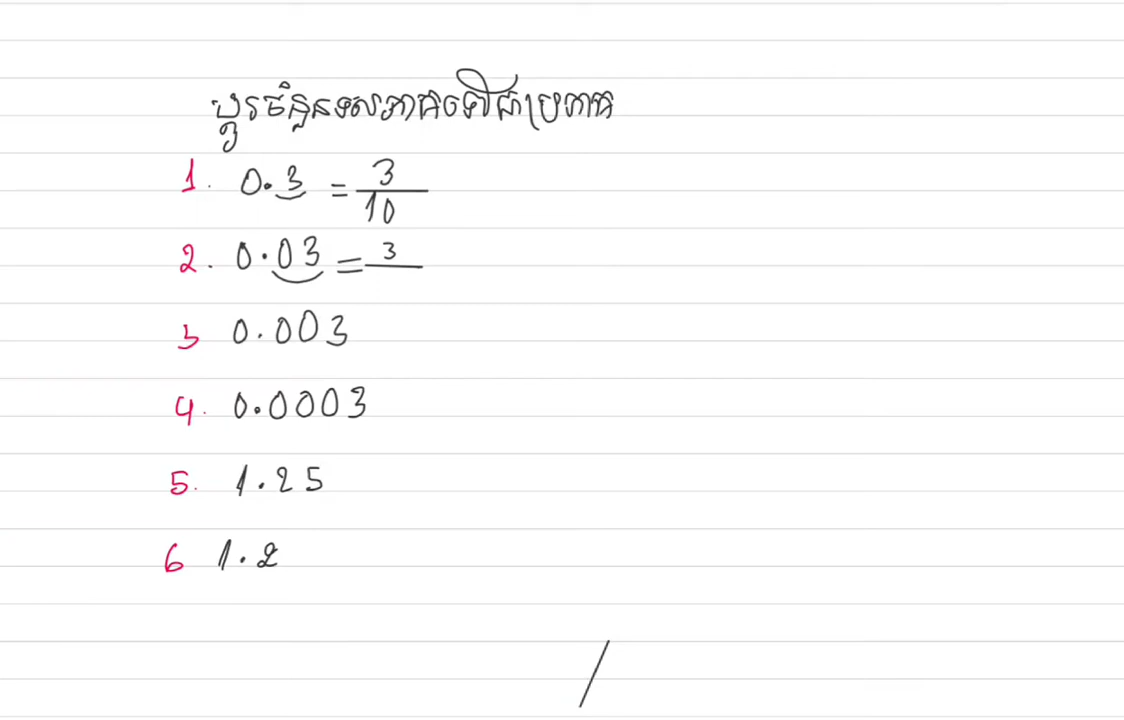 ប្តូរចំនួនទសភាគទៅជាប្រភាគ
1. 0.3 = 3/10
2. 0.03 = 3/
3 0.003
4. 0.0003
5. 1.25
6 1.2
/